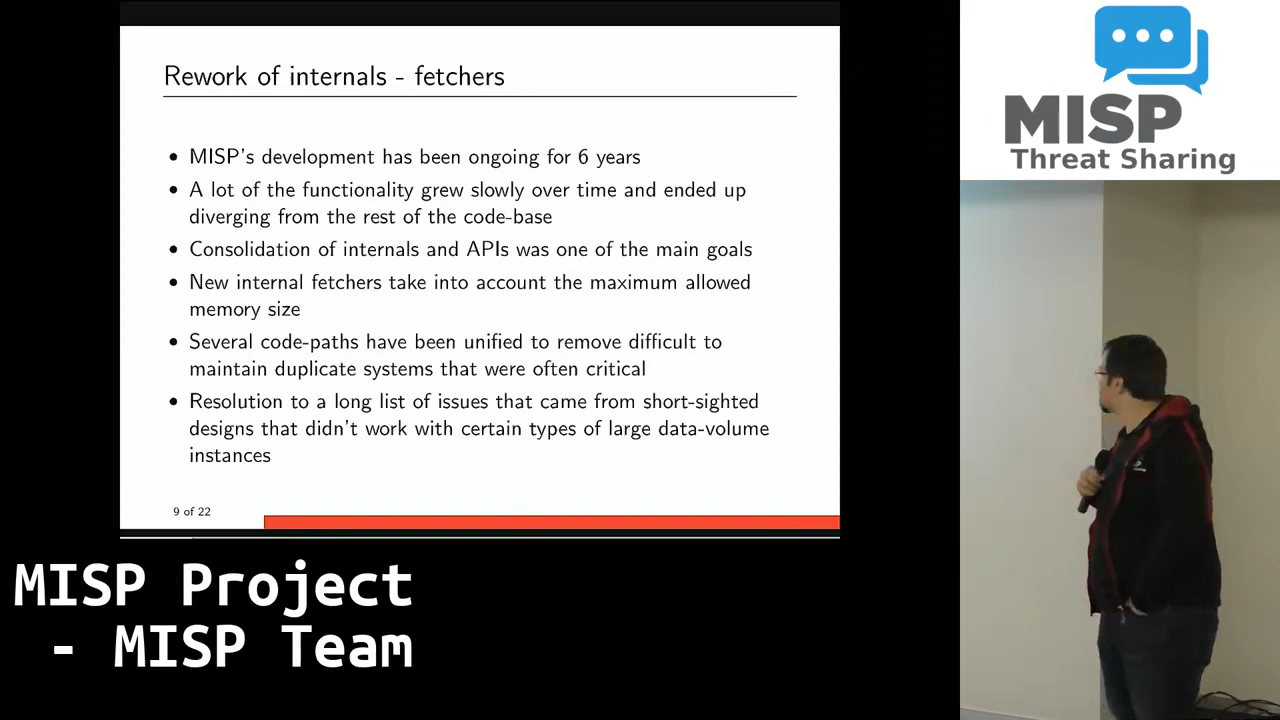 Rework of internals - fetchers
• MISP's development has been ongoing for 6 years
• A lot of the functionality grew slowly over time and ended up
diverging from the rest of the code-base
• Consolidation of internals and APIs was one of the main goals
• New internal fetchers take into account the maximum allowed
memory size
• Several code-paths have been unified to remove difficult to
maintain duplicate systems that were often critical
• Resolution to a long list of issues that came from short-sighted
designs that didn't work with certain types of large data-volume
instances
9 of 22
MISP
Threat Sharing
MISP Project
- MISP Team